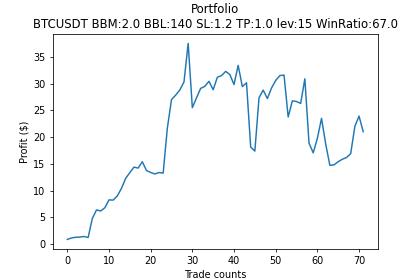 Portfolio
BTCUSDT BBM:2.0 BBL:140 SL:1.2 TP:1.0 lev:15 WinRatio:67.0
35
30
25
20
15
10
5
0
Profit ($)
0 10 20 30 40 50 60 70
Trade counts